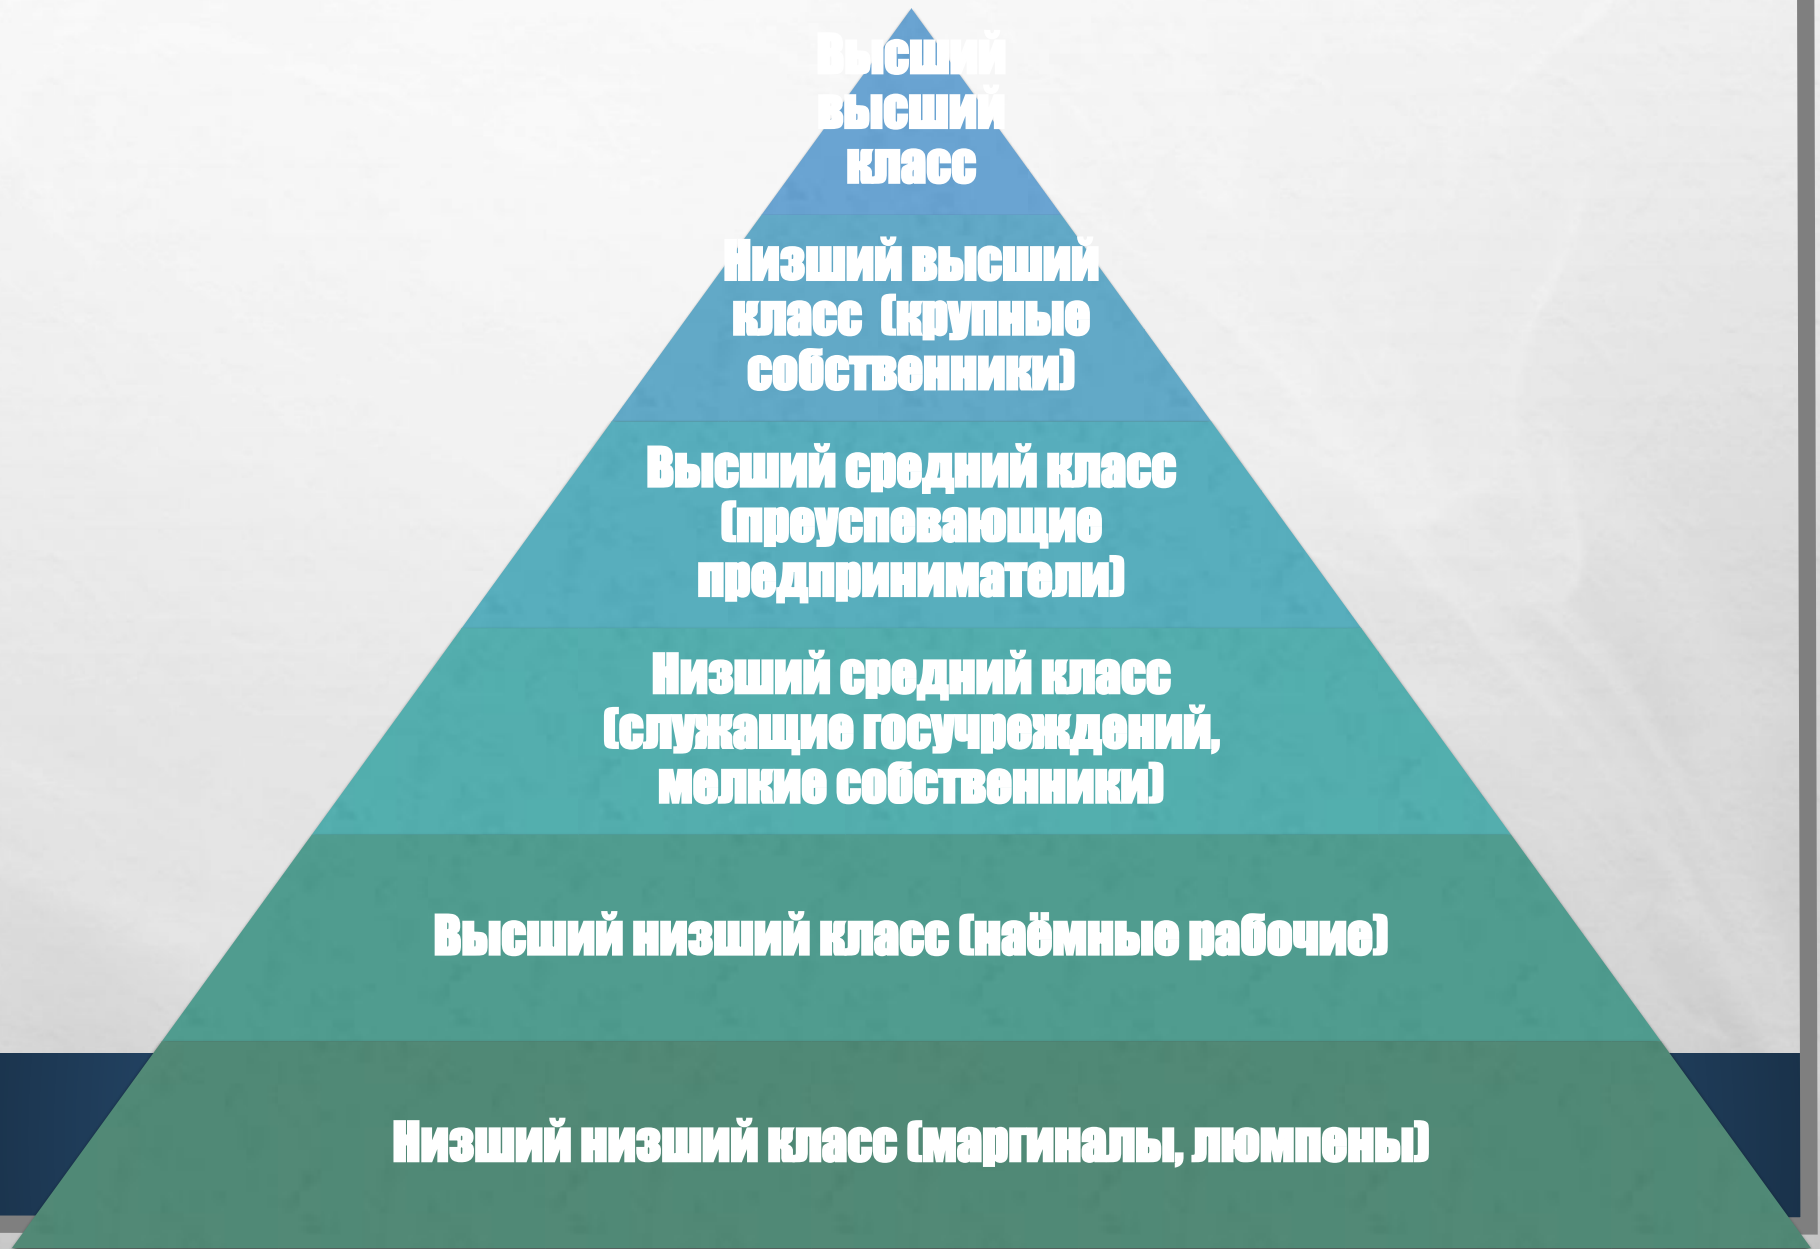 Высший
высший
класс
Низший высший
класс (крупные
собственники)
Высший средний класс
(преуспевающие
предприниматели)
Низший средний класс
(служащие госучреждений,
мелкие собственники)
Высший низший класс (наёмные рабочие)
Низший низший класс (маргиналы, люмпены)